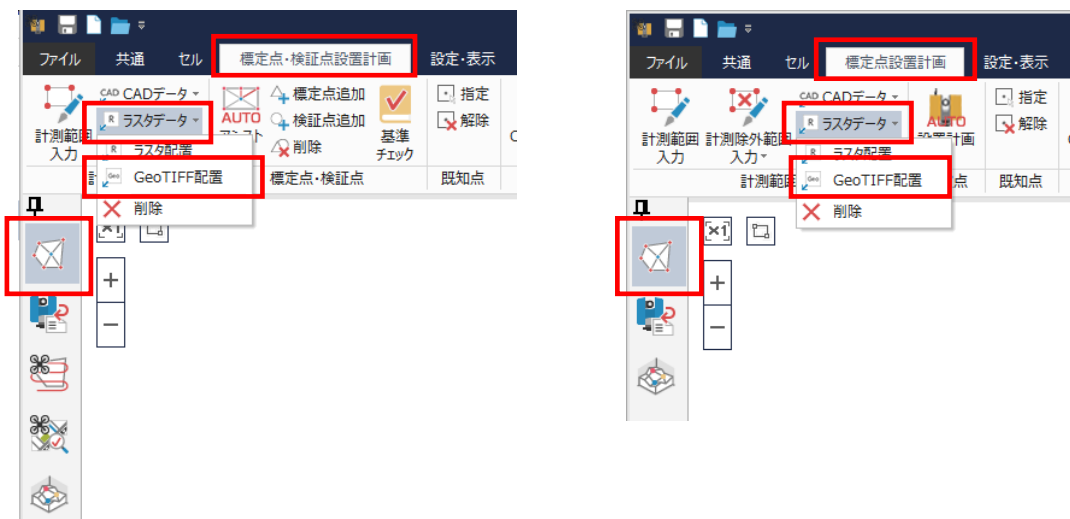 ファイル 共通 セル 標定点・検証点設置計画 設定・表示
CAD CADデータ
R ラスタデータ
計測範囲
入力
AUTO
標定点追加
検証点追加
削除
基準
チェック
指定
解除
R ラスタ配置
Geo GeoTIFF配置
削除
標定点・検証点
既知点
×1
+
−
ファイル 共通 セル 標定点設置計画 設定・表示
計測範囲
入力
計測除外範囲
入力
CAD CADデータ
R ラスタデータ
AUTO
設置計画
指定
解除
R ラスタ配置
Geo GeoTIFF配置
削除
計測範囲
点
既知点
×1
+
−